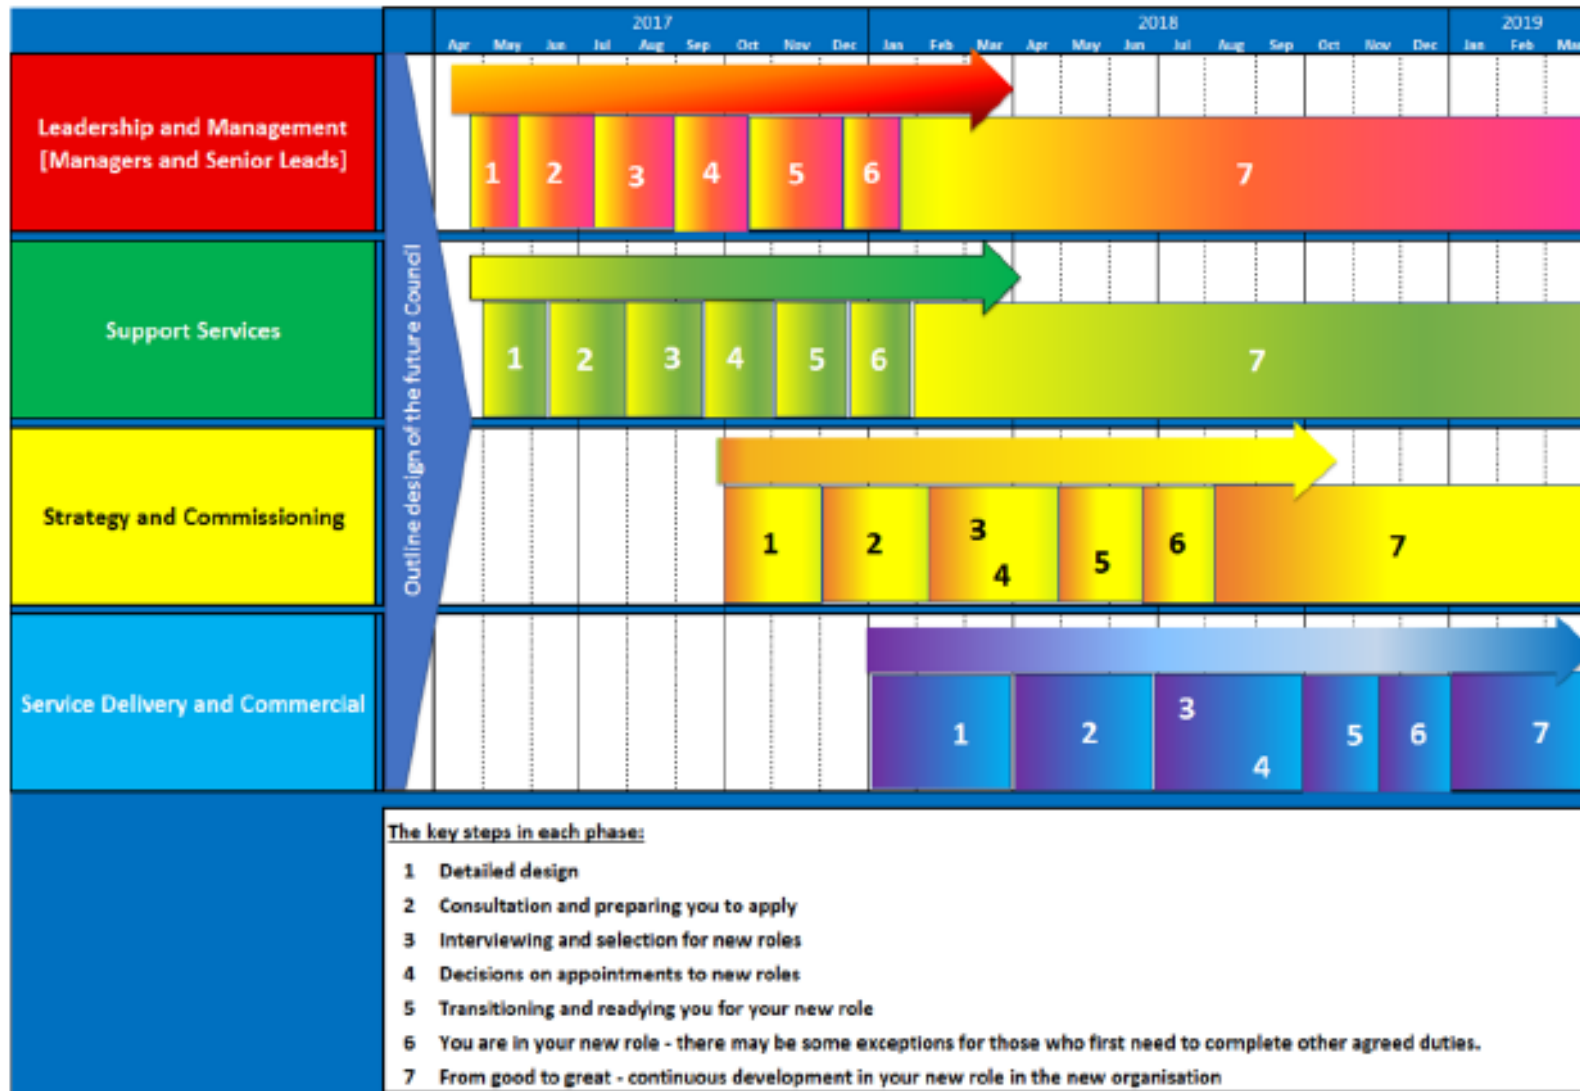 2017 2018 2019
Apr May Jun Jul Aug Sep Oct Nov Dec Jan Feb Mar Apr May Jun Jul Aug Sep Oct Nov Dec Jan Feb Mar
Outline design of the future Council
Leadership and Management
[Managers and Senior Leads]
1 2 3 4 5 6 7
Support Services
1 2 3 4 5 6 7
Strategy and Commissioning
1 2 3 4 5 6 7
Service Delivery and Commercial
1 2 3 4 5 6 7
The key steps in each phase:
1 Detailed design
2 Consultation and preparing you to apply
3 Interviewing and selection for new roles
4 Decisions on appointments to new roles
5 Transitioning and readying you for your new role
6 You are in your new role - there may be some exceptions for those who first need to complete other agreed duties.
7 From good to great - continuous development in your new role in the new organisation